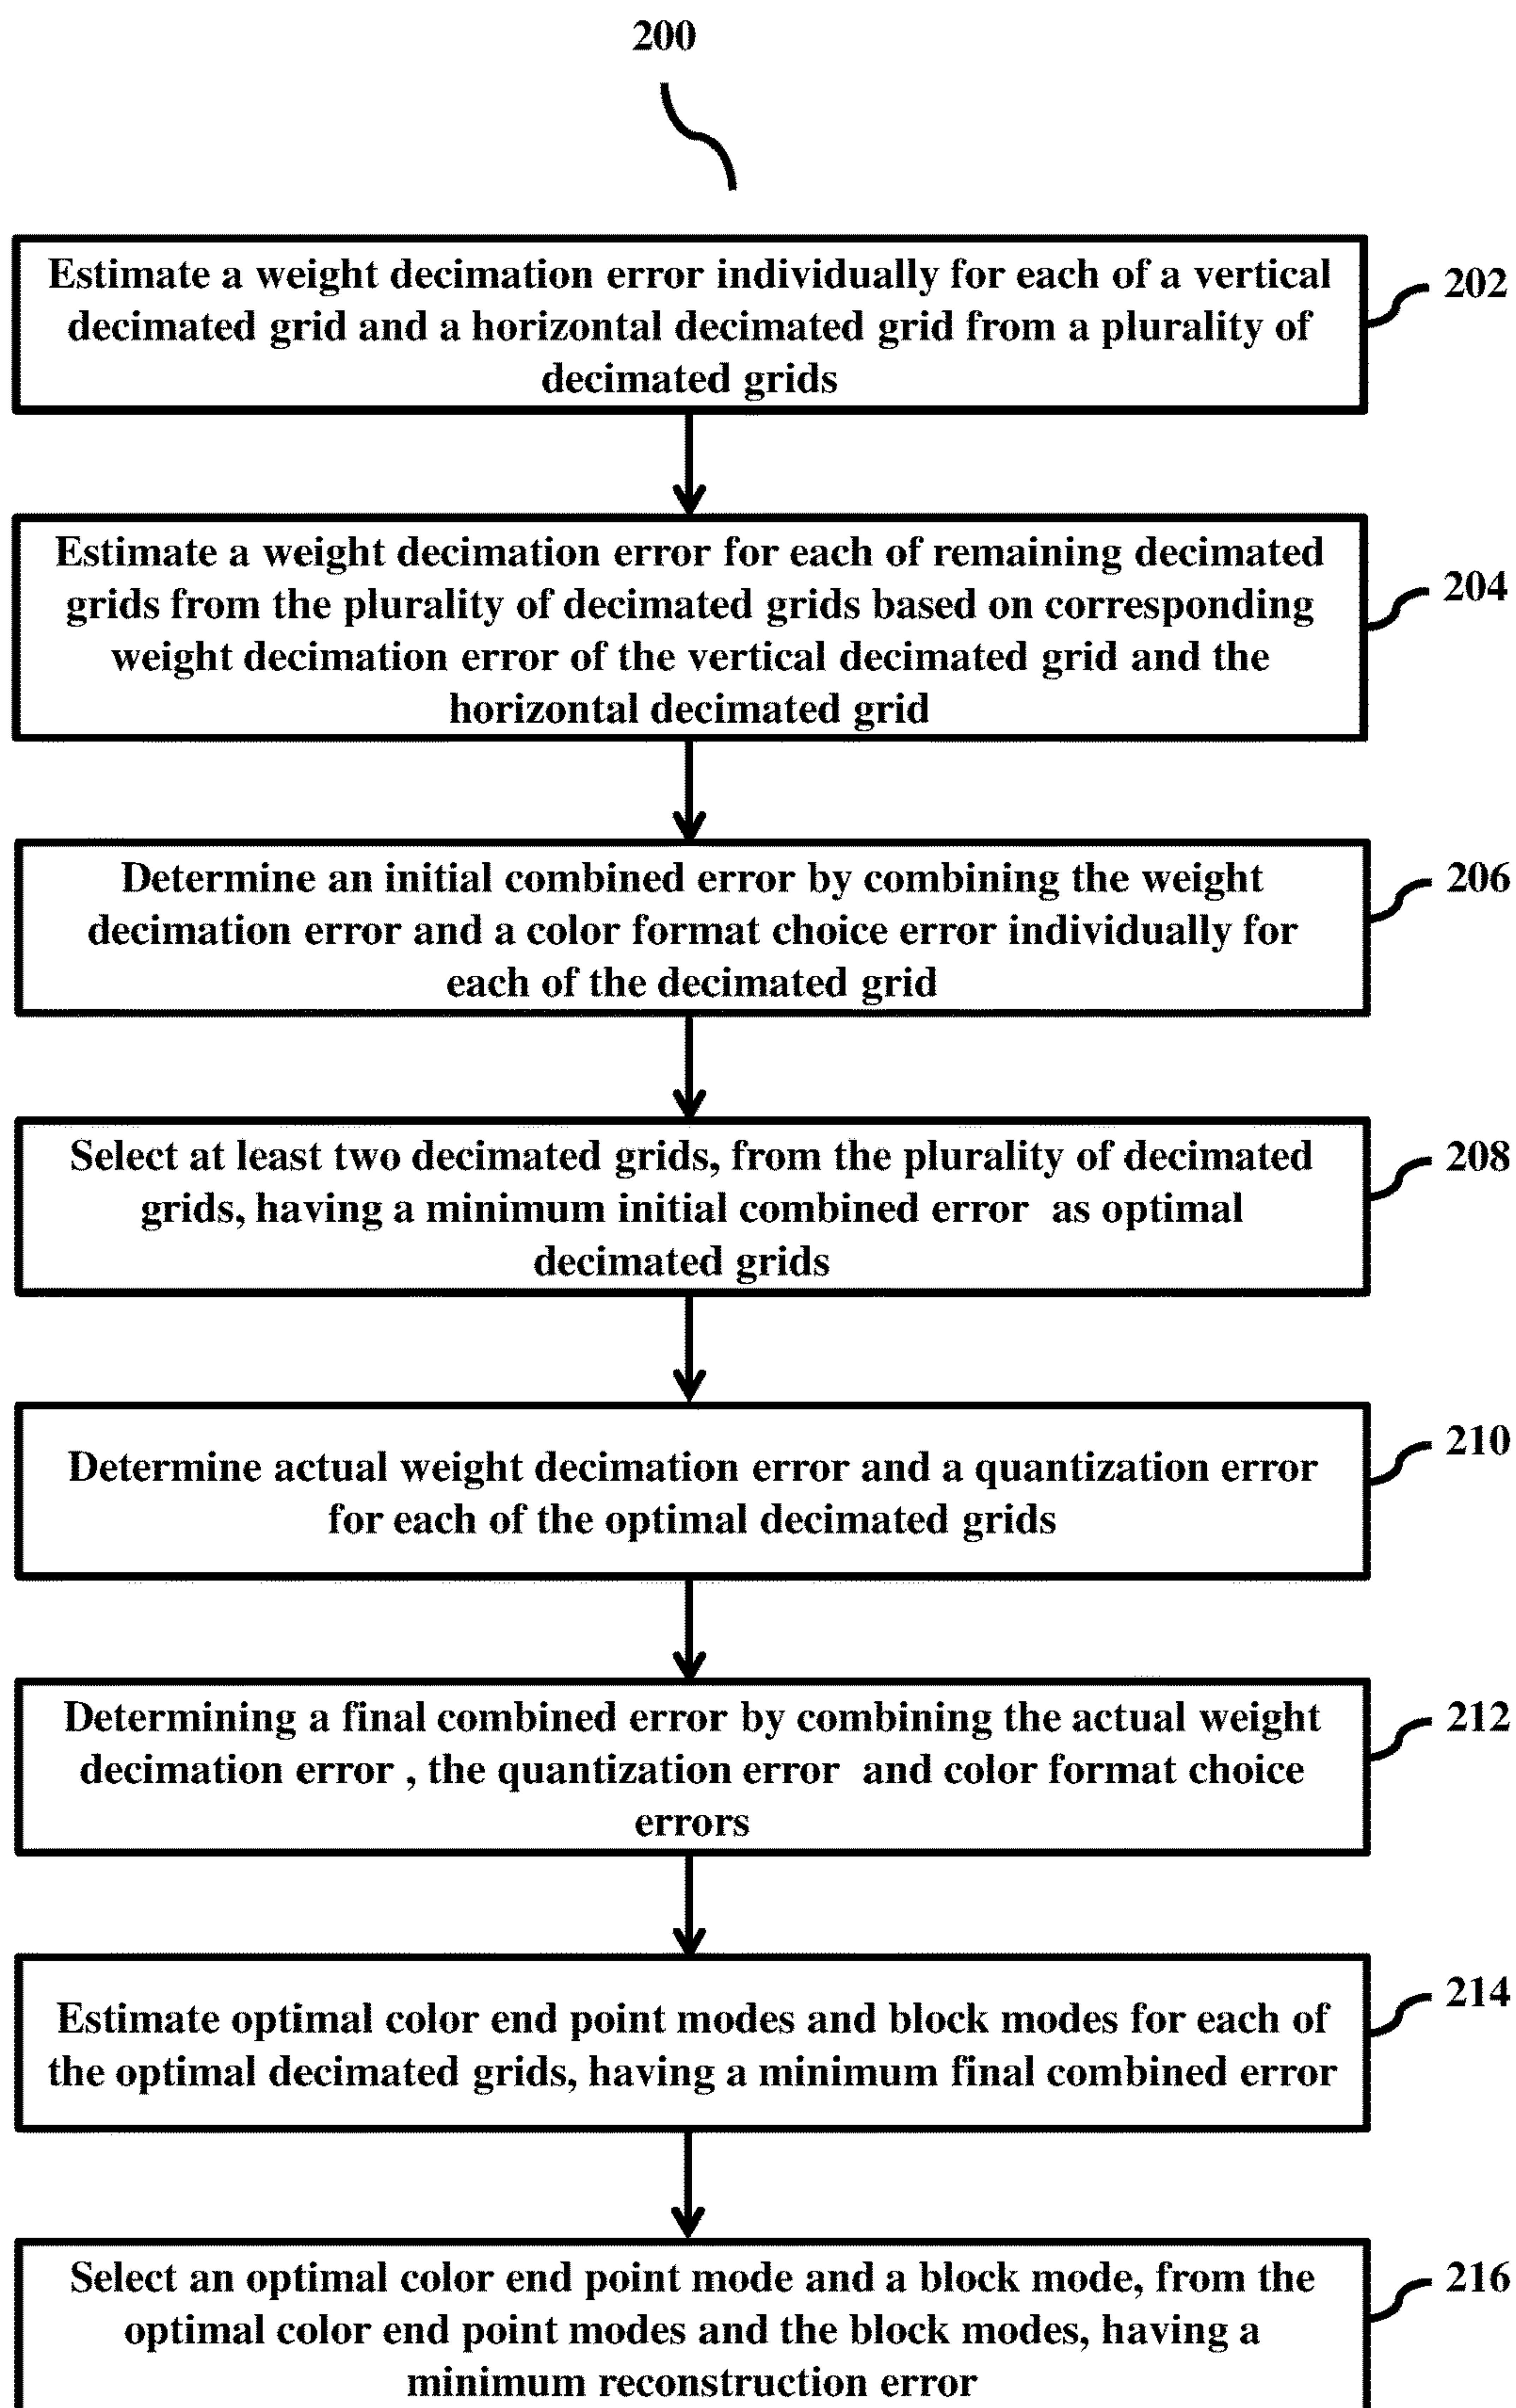 200
Estimate a weight decimation error individually for each of a vertical
decimated grid and a horizontal decimated grid from a plurality of
decimated grids
202
Estimate a weight decimation error for each of remaining decimated
grids from the plurality of decimated grids based on corresponding
weight decimation error of the vertical decimated grid and the
horizontal decimated grid
204
Determine an initial combined error by combining the weight
decimation error and a color format choice error individually for
each of the decimated grid
206
Select at least two decimated grids, from the plurality of decimated
grids, having a minimum initial combined error as optimal
decimated grids
208
Determine actual weight decimation error and a quantization error
for each of the optimal decimated grids
210
Determining a final combined error by combining the actual weight
decimation error , the quantization error and color format choice
errors
212
Estimate optimal color end point modes and block modes for each of
the optimal decimated grids, having a minimum final combined error
214
Select an optimal color end point mode and a block mode, from the
optimal color end point modes and the block modes, having a
minimum reconstruction error
216